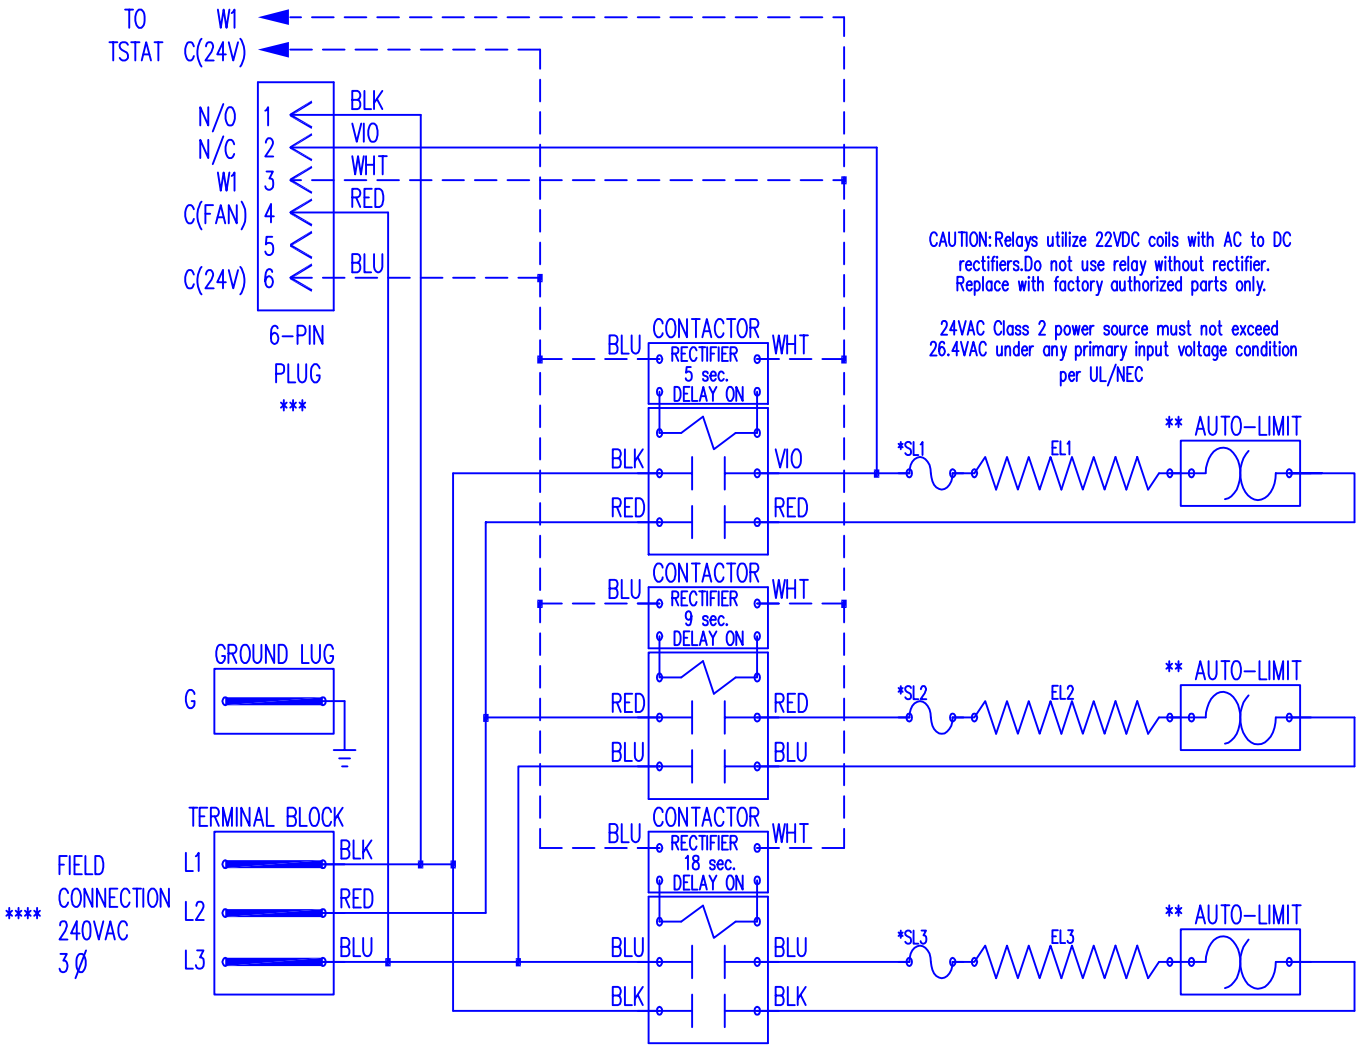 TO W1
TSTAT C(24V)
N/O 1 BLK
N/C 2 VIO
W1 3 WHT
C(FAN) 4 RED
5
C(24V) 6 BLU
6-PIN
PLUG
***
CAUTION: Relays utilize 22VDC coils with AC to DC
rectifiers.Do not use relay without rectifier.
Replace with factory authorized parts only.
24VAC Class 2 power source must not exceed
26.4VAC under any primary input voltage condition
per UL/NEC
CONTACTOR
BLU RECTIFIER WHT
5 sec.
DELAY ON
BLK VIO *SL1 EL1 ** AUTO-LIMIT
RED RED
CONTACTOR
BLU RECTIFIER WHT
9 sec.
DELAY ON
RED RED *SL2 EL2 ** AUTO-LIMIT
BLU BLU
GROUND LUG
G
CONTACTOR
BLU RECTIFIER WHT
18 sec.
DELAY ON
BLU BLU *SL3 EL3 ** AUTO-LIMIT
BLK BLK
TERMINAL BLOCK
L1 BLK
L2 RED
L3 BLU
FIELD
CONNECTION
**** 240VAC
3 Ø